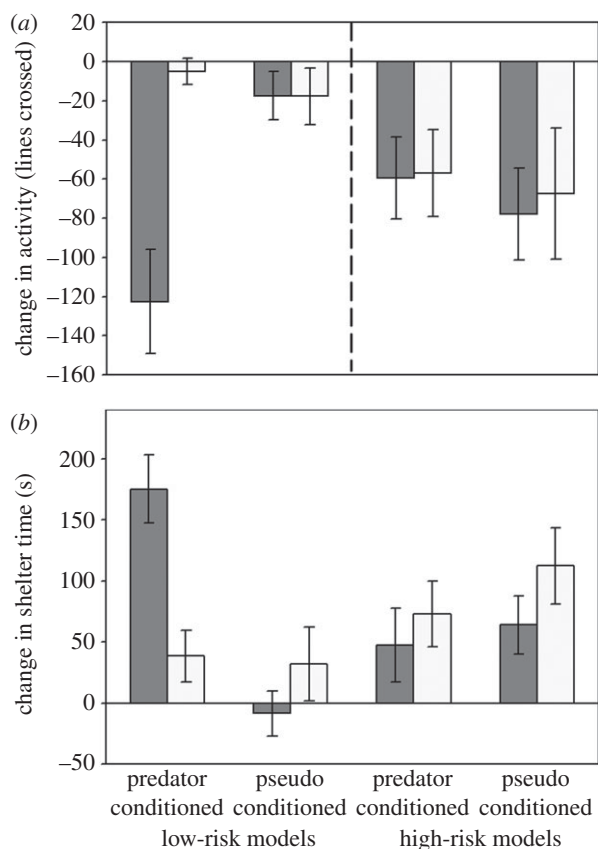 (a)
change in activity (lines crossed)
20
0
–20
–40
–60
–80
–100
–120
–140
–160
(b)
change in shelter time (s)
200
150
100
50
0
–50
predator pseudo predator pseudo
conditioned conditioned conditioned conditioned
low-risk models high-risk models